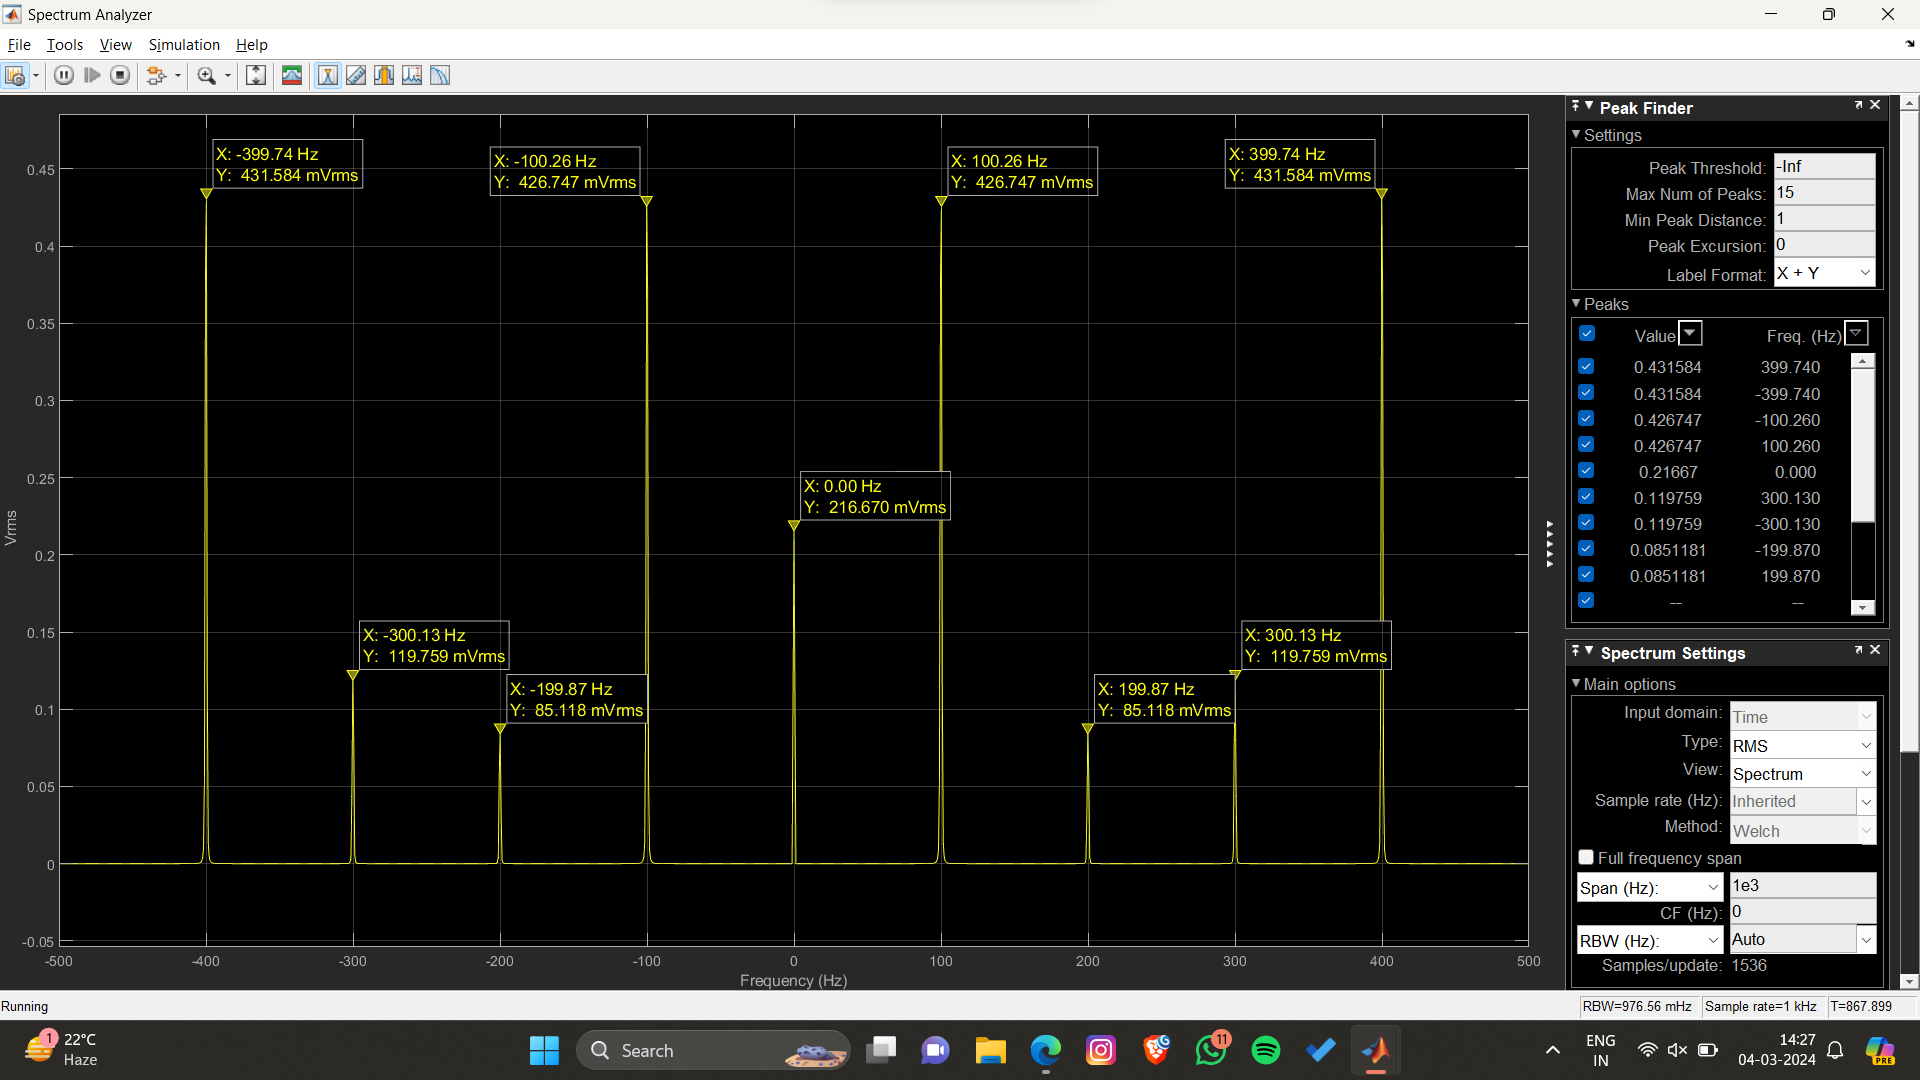 Spectrum Analyzer
File Tools View Simulation Help
X: -399.74 Hz
Y: 431.584 mVrms
X: -100.26 Hz
Y: 426.747 mVrms
X: 100.26 Hz
Y: 426.747 mVrms
X: 399.74 Hz
Y: 431.584 mVrms
X: 0.00 Hz
Y: 216.670 mVrms
X: -300.13 Hz
Y: 119.759 mVrms
X: -199.87 Hz
Y: 85.118 mVrms
X: 199.87 Hz
Y: 85.118 mVrms
X: 300.13 Hz
Y: 119.759 mVrms
0.45
0.4
0.35
0.3
0.25
0.2
0.15
0.1
0.05
0
-0.05
Vrms
-500 -400 -300 -200 -100 0 100 200 300 400 500
Frequency (Hz)
Peak Finder
Settings
Peak Threshold: -Inf
Max Num of Peaks: 15
Min Peak Distance: 1
Peak Excursion: 0
Label Format: X + Y
Peaks
Value Freq. (Hz)
0.431584 399.740
0.431584 -399.740
0.426747 -100.260
0.426747 100.260
0.21667 0.000
0.119759 300.130
0.119759 -300.130
0.0851181 -199.870
0.0851181 199.870
-- --
Spectrum Settings
Main options
Input domain: Time
Type: RMS
View: Spectrum
Sample rate (Hz): Inherited
Method: Welch
Full frequency span
Span (Hz): 1e3
CF (Hz): 0
RBW (Hz): Auto
Samples/update: 1536
Running
RBW=976.56 mHz Sample rate=1 kHz T=867.899
1
22°C
Haze
Search
11
PRE
ENG
IN
14:27
04-03-2024